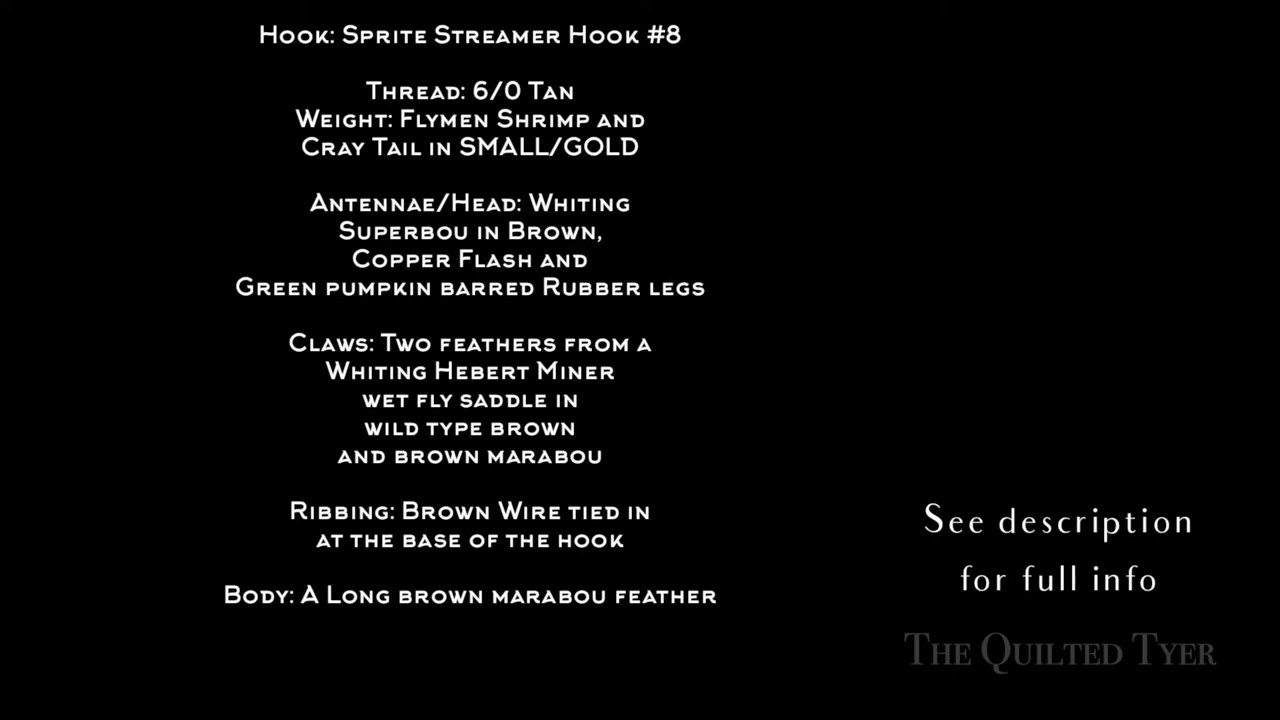 Hook: Sprite Streamer Hook #8
Thread: 6/0 Tan
Weight: Flymen Shrimp and
Cray Tail in SMALL/GOLD
Antennae/Head: Whiting
Superbou in Brown,
Copper Flash and
Green pumpkin barred Rubber legs
Claws: Two feathers from a
Whiting Hebert Miner
wet fly saddle in
wild type brown
and brown marabou
Ribbing: Brown Wire tied in
at the base of the hook
Body: A Long brown marabou feather
See description
for full info
The Quilted Tyer